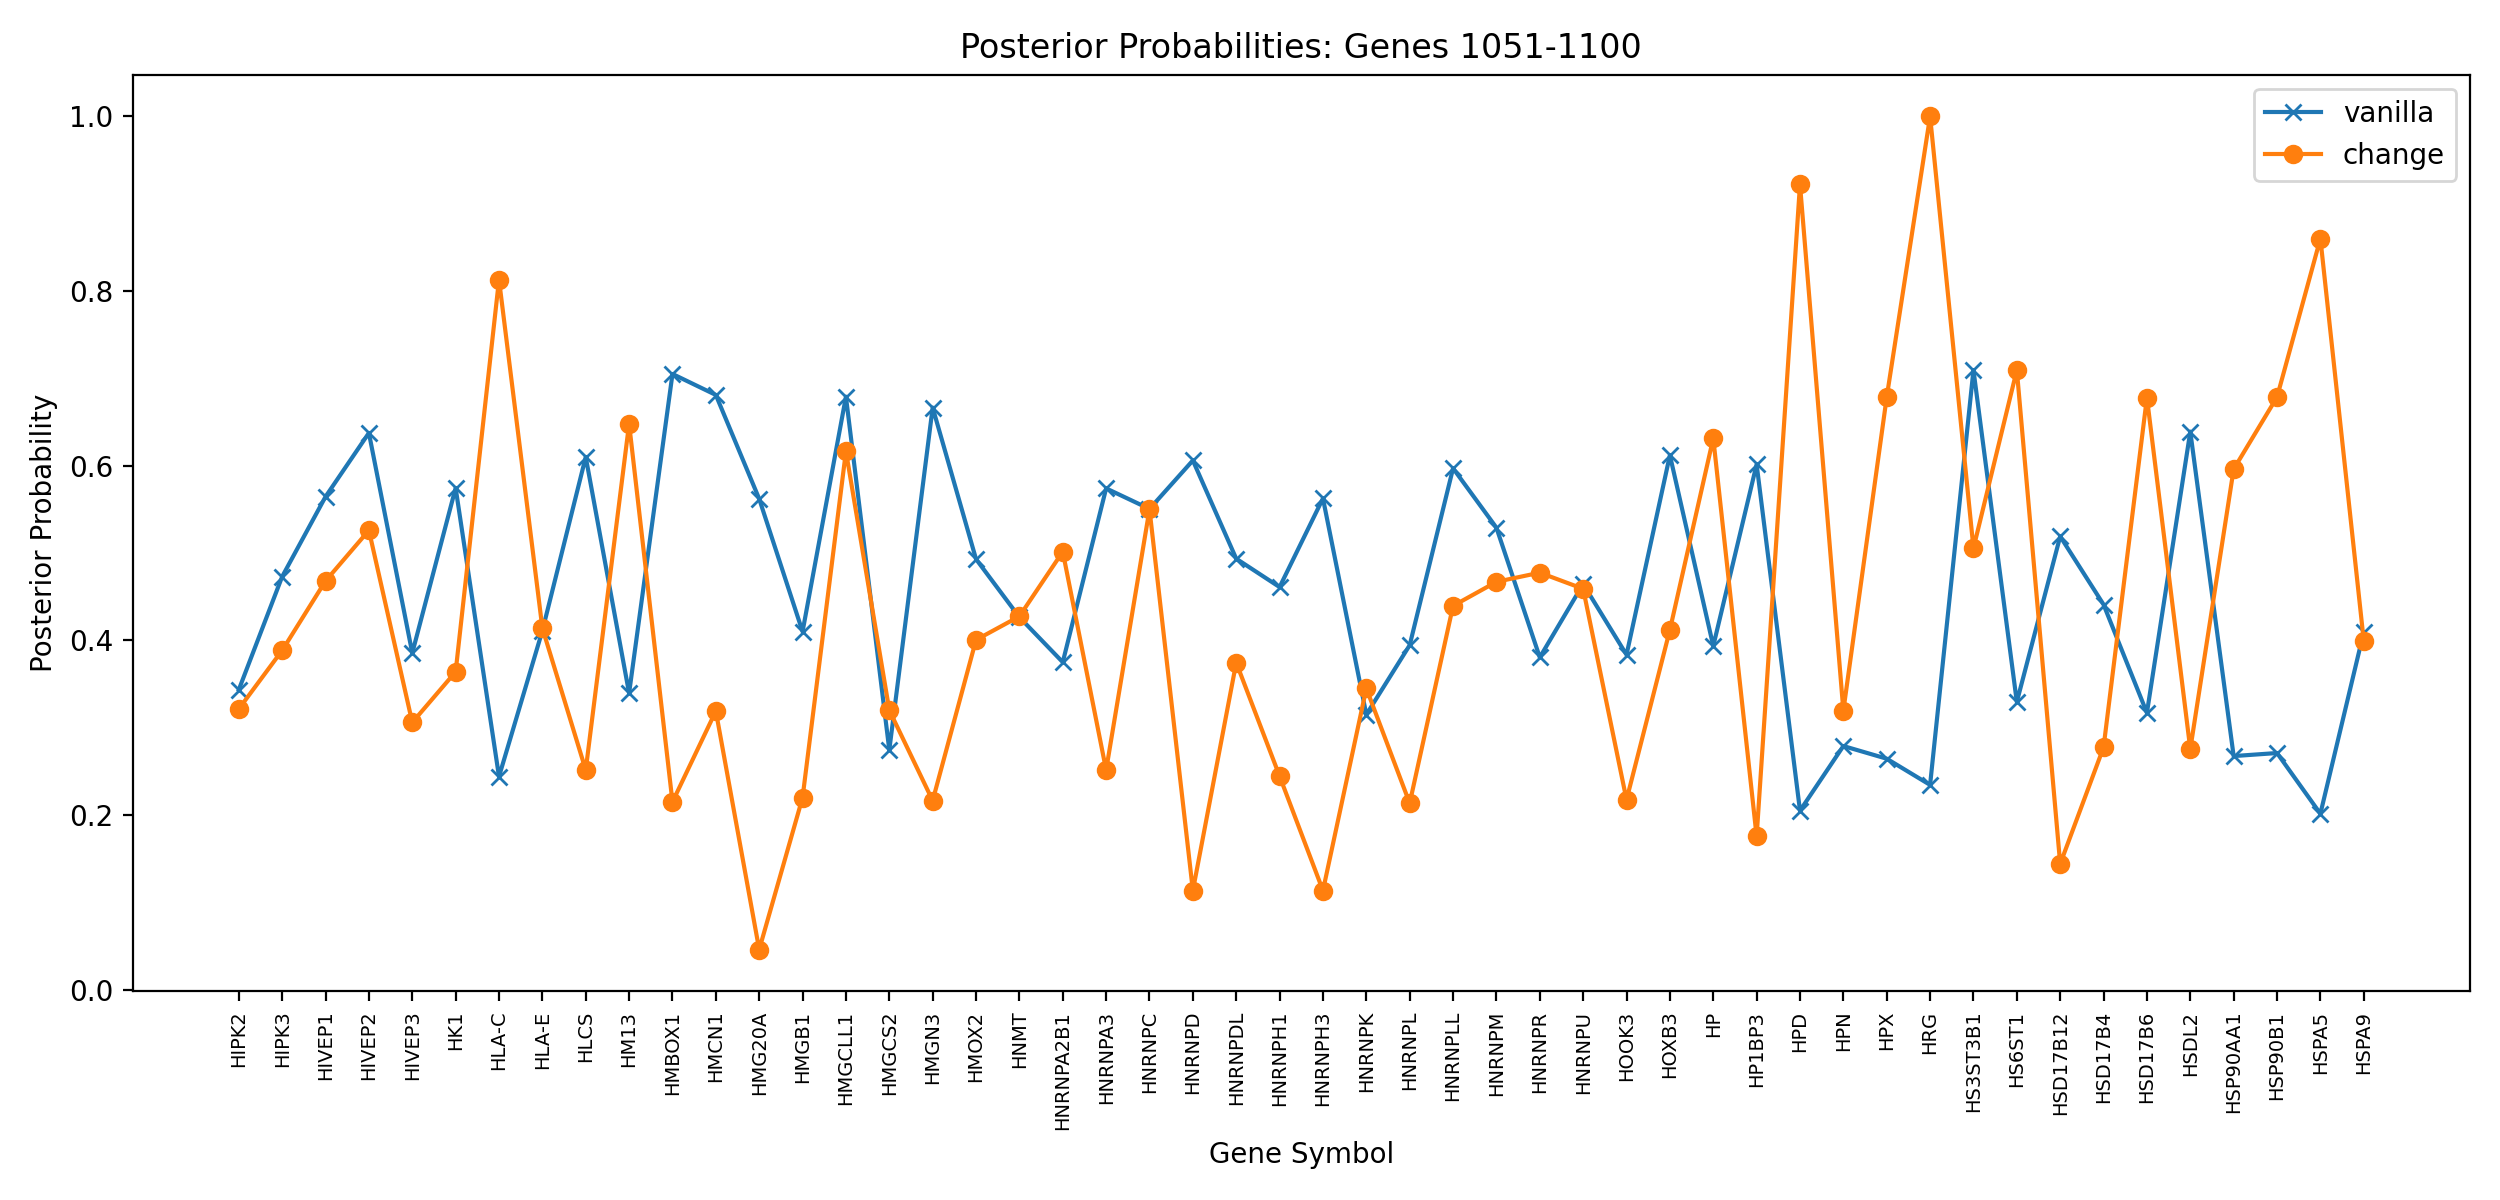 Posterior Probabilities: Genes 1051-1100
vanilla
change
Posterior Probability
1.0
0.8
0.6
0.4
0.2
0.0
HIPK2
HIPK3
HIVEP1
HIVEP2
HIVEP3
HK1
HLA-C
HLA-E
HLCS
HM13
HMBOX1
HMCN1
HMG20A
HMGB1
HMGCLL1
HMGCS2
HMGN3
HMOX2
HNMT
HNRNPA2B1
HNRNPA3
HNRNPC
HNRNPD
HNRNPDL
HNRNPH1
HNRNPH3
HNRNPK
HNRNPL
HNRNPLL
HNRNPM
HNRNPR
HNRNPU
HOOK3
HOXB3
HP
HP1BP3
HPD
HPN
HPX
HRG
HS3ST3B1
HS6ST1
HSD17B12
HSD17B4
HSD17B6
HSDL2
HSP90AA1
HSP90B1
HSPA5
HSPA9
Gene Symbol